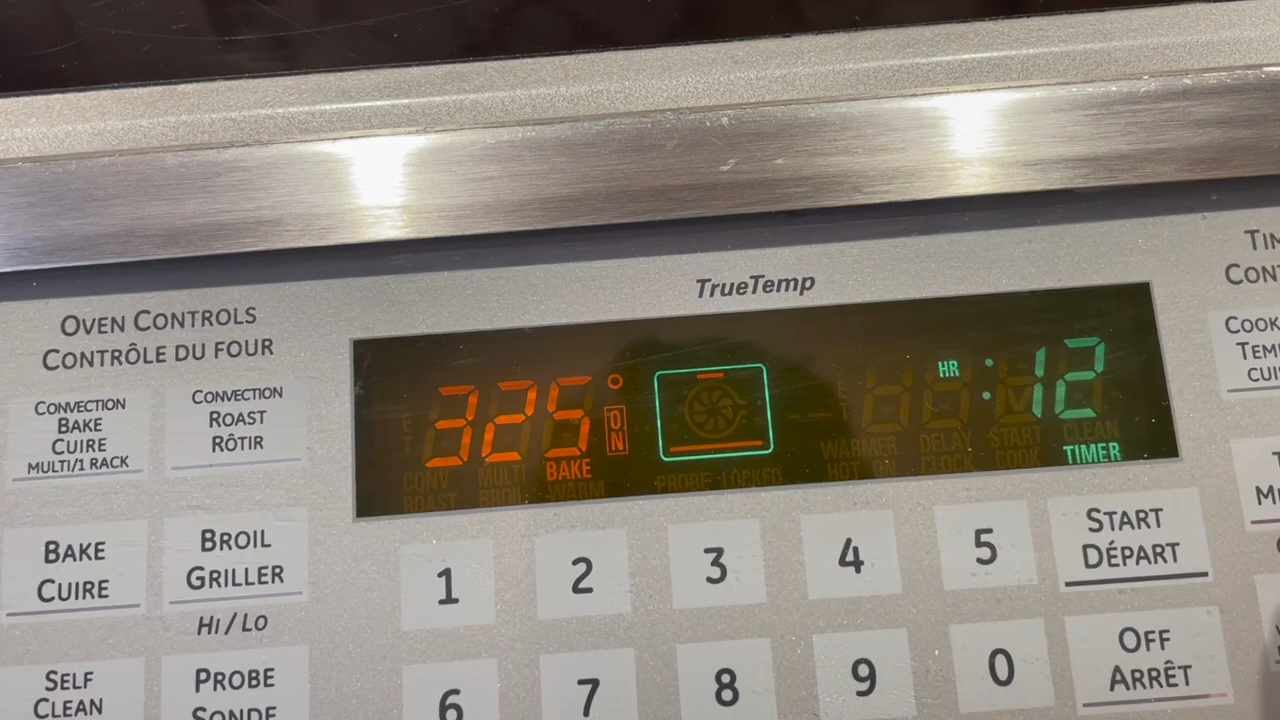 TrueTemp
OVEN CONTROLS
CONTRÔLE DU FOUR
CONVECTION
BAKE
CUIRE
MULTI/1 RACK
CONVECTION
ROAST
RÔTIR
BAKE
CUIRE
BROIL
GRILLER
HI/LO
SELF
CLEAN
PROBE
SONDE
325°
ON
BAKE
CONV MULTI
ROAST BROIL WARM
PROBE LOCKED
HR :12
WARMER DELAY START CLEAN
HOT ON CLOCK COOK TIMER
1 2 3 4 5
START
DÉPART
6 7 8 9 0
OFF
ARRÊT
COOK